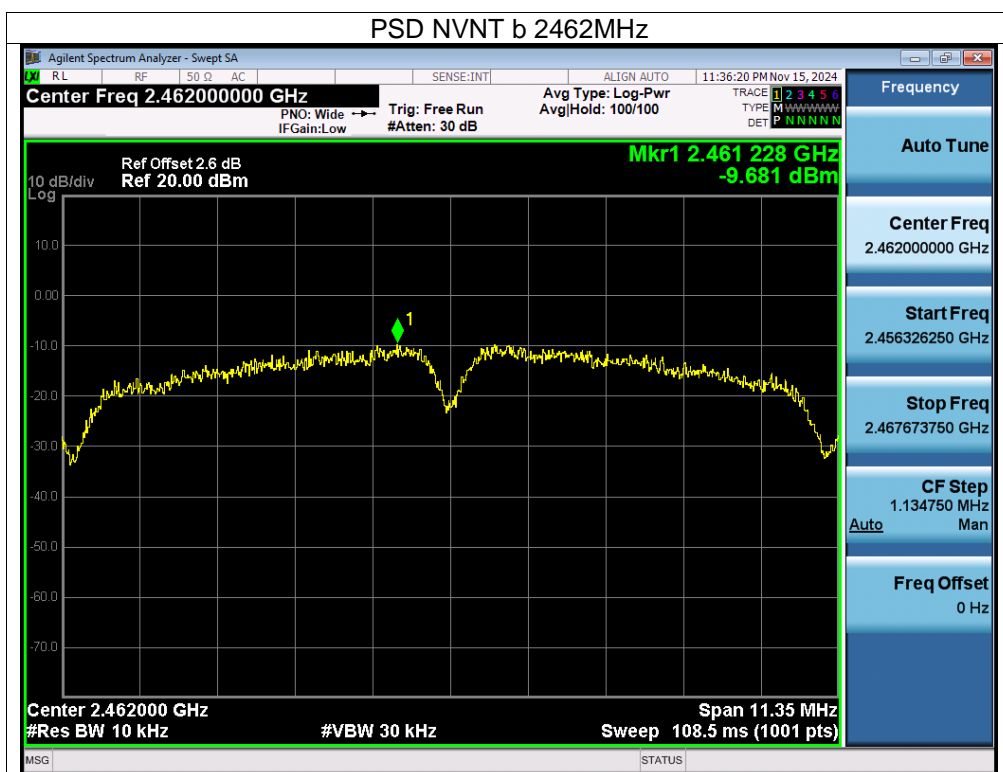 PSD NVNT b 2462MHz
Agilent Spectrum Analyzer - Swept SA
LXI RL RF 50 Ω AC SENSE:INT ALIGN AUTO 11:36:20 PM Nov 15, 2024
Center Freq 2.462000000 GHz
PNO: Wide
IFGain:Low
Trig: Free Run
#Atten: 30 dB
Avg Type: Log-Pwr
Avg|Hold: 100/100
TRACE 1 2 3 4 5 6
TYPE M WWWWW
DET P N N N N N
Mkr1 2.461 228 GHz
-9.681 dBm
Ref Offset 2.6 dB
10 dB/div Ref 20.00 dBm
Log
10.0
0.00
-10.0
-20.0
-30.0
-40.0
-50.0
-60.0
-70.0
1
Center 2.462000 GHz Span 11.35 MHz
#Res BW 10 kHz #VBW 30 kHz Sweep 108.5 ms (1001 pts)
MSG STATUS
Frequency
Auto Tune
Center Freq
2.462000000 GHz
Start Freq
2.456326250 GHz
Stop Freq
2.467673750 GHz
CF Step
1.134750 MHz
Auto Man
Freq Offset
0 Hz